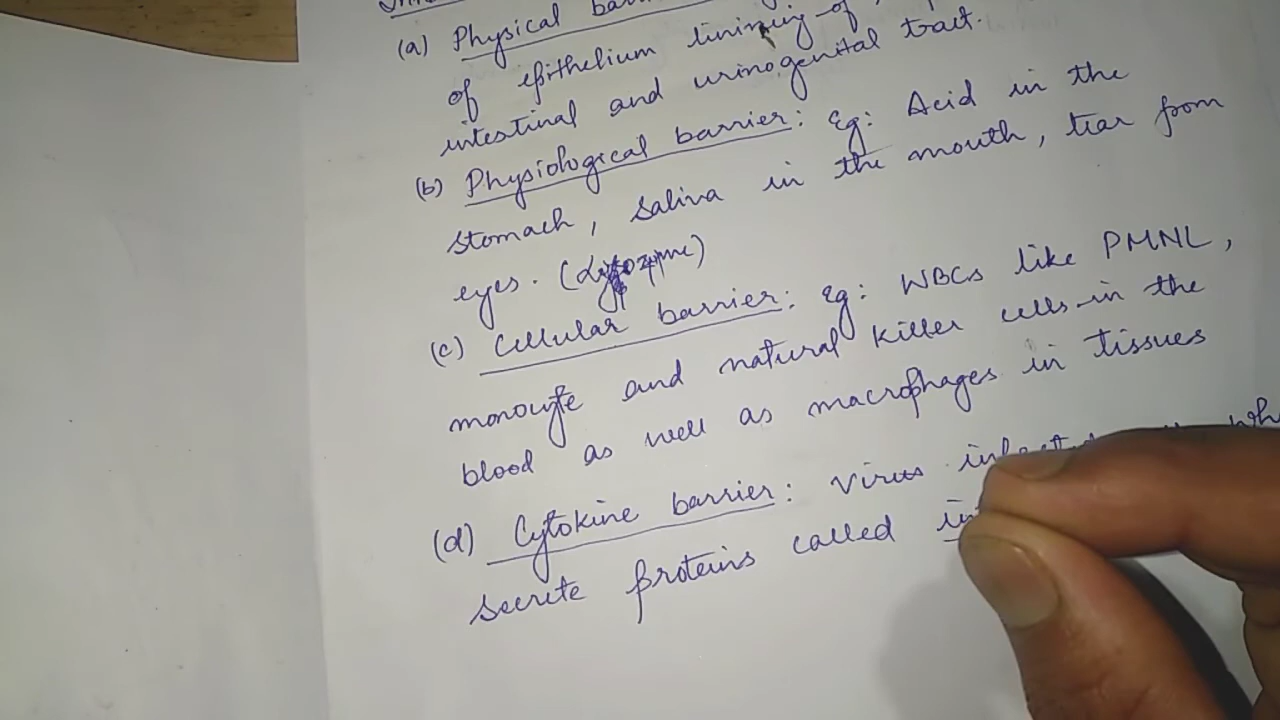 (a) Physical
of epithelium lining of
intestinal and urinogenital tract.
(b) Physiological barrier: Eg: Acid in the
stomach, saliva in the mouth, tear from
eyes.
(c) Cellular barrier: Eg: WBCs like PMNL,
monocyte and natural killer cells in the
blood as well as macrophages in tissues
(d) Cytokine barrier: Virus
secrete proteins called